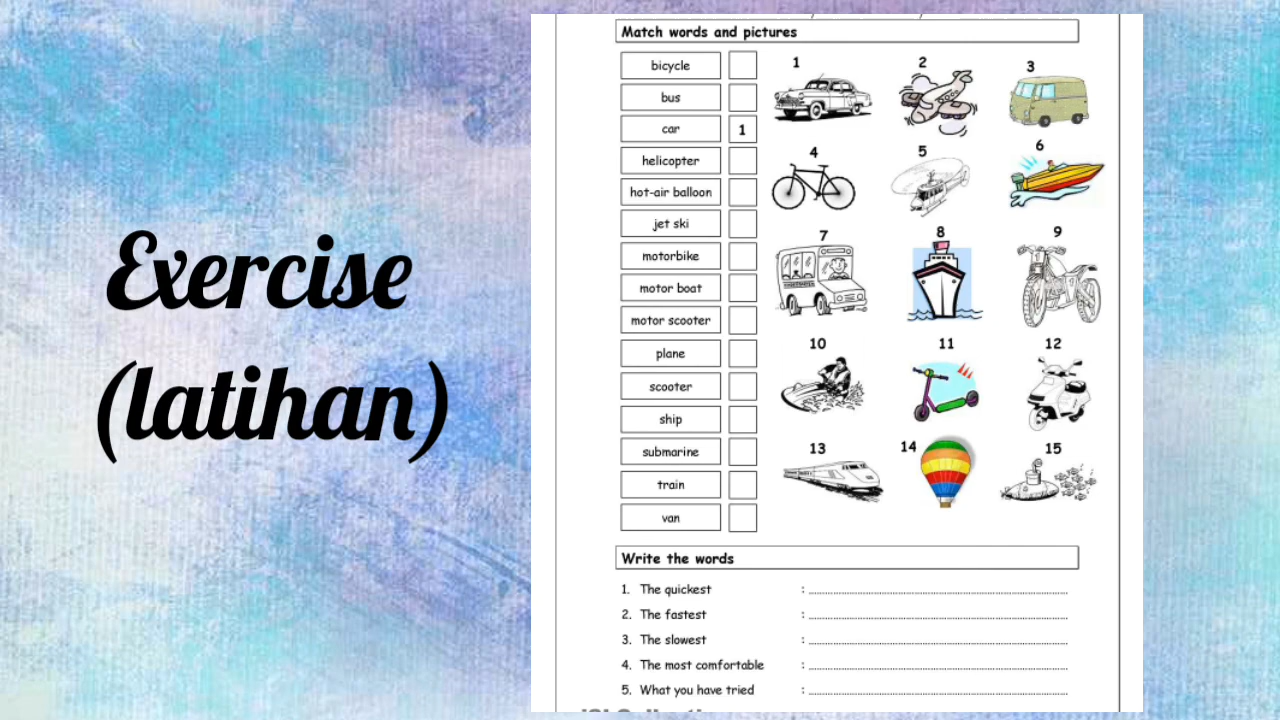 Exercise
(latihan)
Match words and pictures
bicycle
bus
car 1
helicopter
hot-air balloon
jet ski
motorbike
motor boat
motor scooter
plane
scooter
ship
submarine
train
van
1 2 3
4 5 6
7 8 9
10 11 12
13 14 15
Write the words
1. The quickest : ........................................
2. The fastest : ........................................
3. The slowest : ........................................
4. The most comfortable : ........................................
5. What you have tried : ........................................